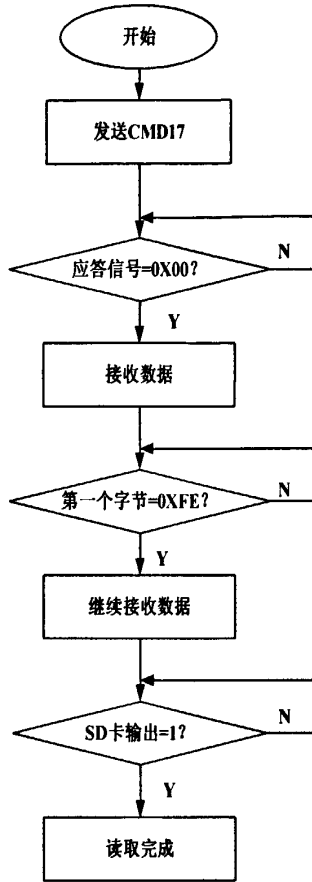 开始
发送CMD17
应答信号=0X00?
N
Y
接收数据
第一个字节=0XFE?
N
Y
继续接收数据
SD卡输出=1?
N
Y
读取完成